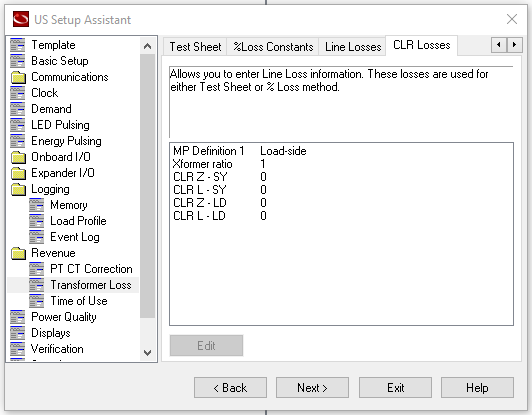 US Setup Assistant
Template
Basic Setup
Communications
Clock
Demand
LED Pulsing
Energy Pulsing
Onboard I/O
Expander I/O
Logging
Memory
Load Profile
Event Log
Revenue
PT CT Correction
Transformer Loss
Time of Use
Power Quality
Displays
Verification
Test Sheet %Loss Constants Line Losses CLR Losses
Allows you to enter Line Loss information. These losses are used for
either Test Sheet or % Loss method.
MP Definition 1 Load-side
Xformer ratio 1
CLR Z - SY 0
CLR L - SY 0
CLR Z - LD 0
CLR L - LD 0
Edit
< Back Next > Exit Help